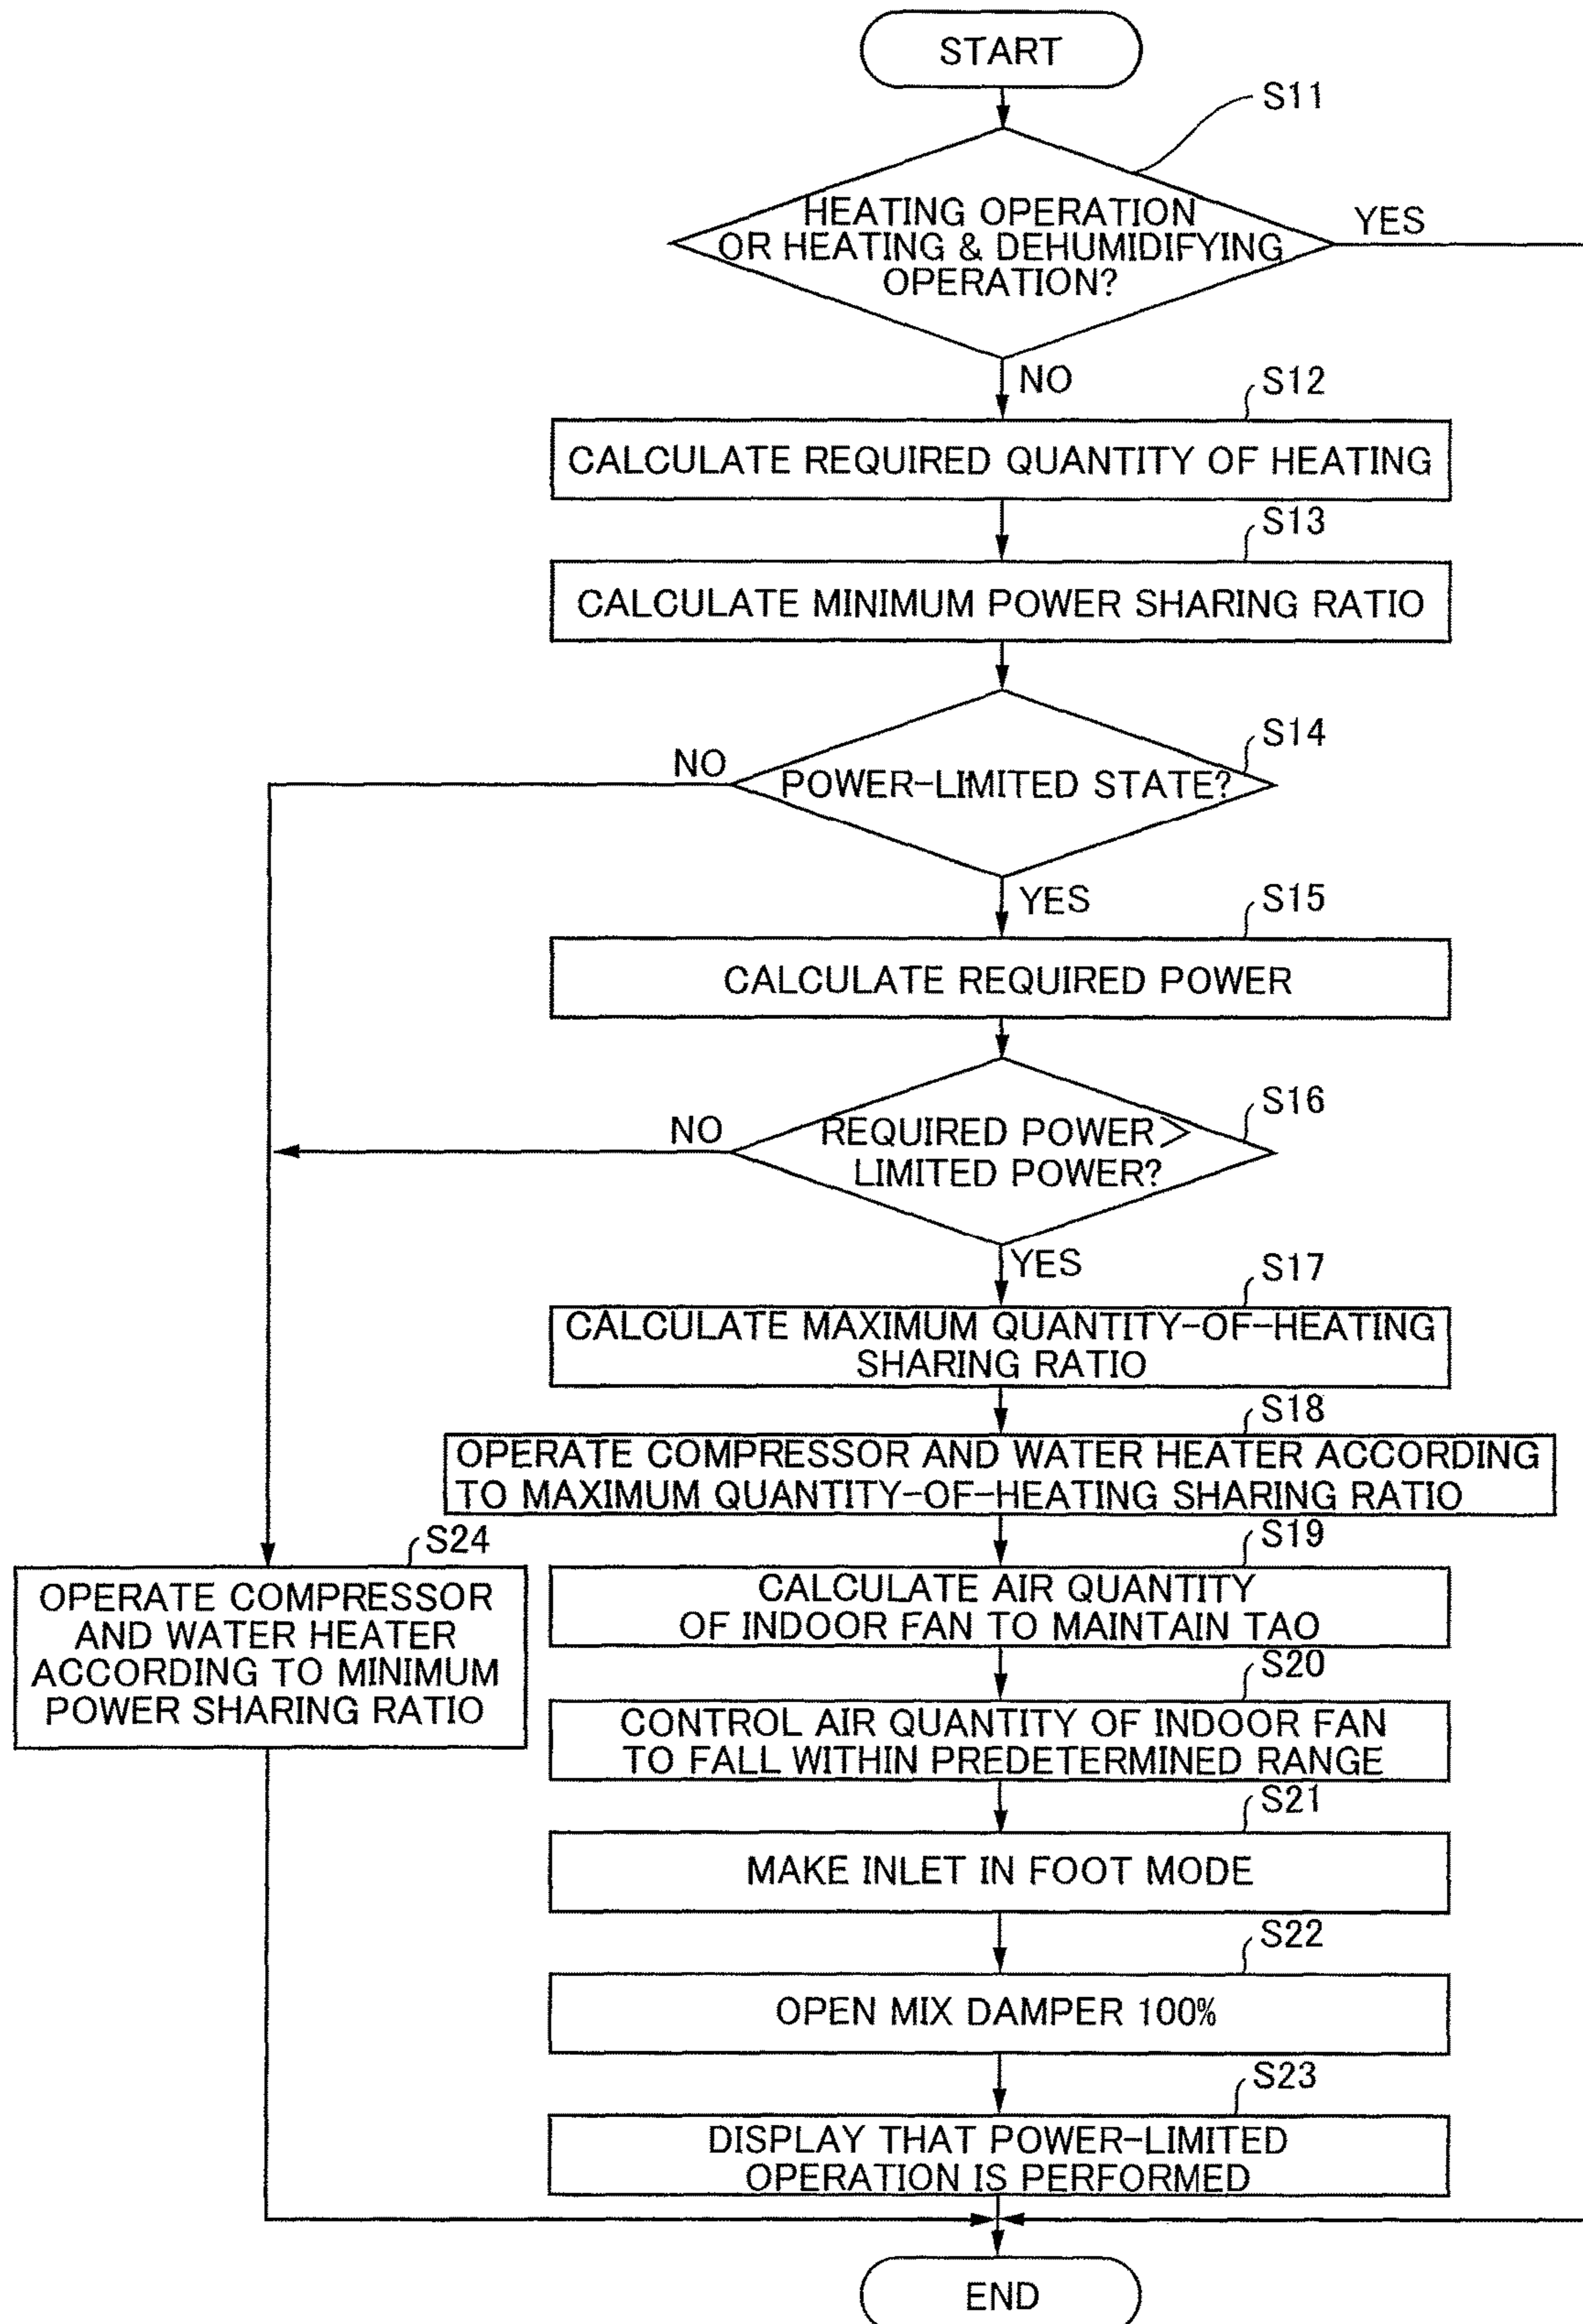 START
S11
HEATING OPERATION
OR HEATING & DEHUMIDIFYING
OPERATION?
YES
NO
S12
CALCULATE REQUIRED QUANTITY OF HEATING
S13
CALCULATE MINIMUM POWER SHARING RATIO
S14
NO
POWER-LIMITED STATE?
YES
S15
CALCULATE REQUIRED POWER
S16
NO
REQUIRED POWER >
LIMITED POWER?
YES
S17
CALCULATE MAXIMUM QUANTITY-OF-HEATING
SHARING RATIO
S18
OPERATE COMPRESSOR AND WATER HEATER ACCORDING
TO MAXIMUM QUANTITY-OF-HEATING SHARING RATIO
S24
OPERATE COMPRESSOR
AND WATER HEATER
ACCORDING TO MINIMUM
POWER SHARING RATIO
S19
CALCULATE AIR QUANTITY
OF INDOOR FAN TO MAINTAIN TAO
S20
CONTROL AIR QUANTITY OF INDOOR FAN
TO FALL WITHIN PREDETERMINED RANGE
S21
MAKE INLET IN FOOT MODE
S22
OPEN MIX DAMPER 100%
S23
DISPLAY THAT POWER-LIMITED
OPERATION IS PERFORMED
END